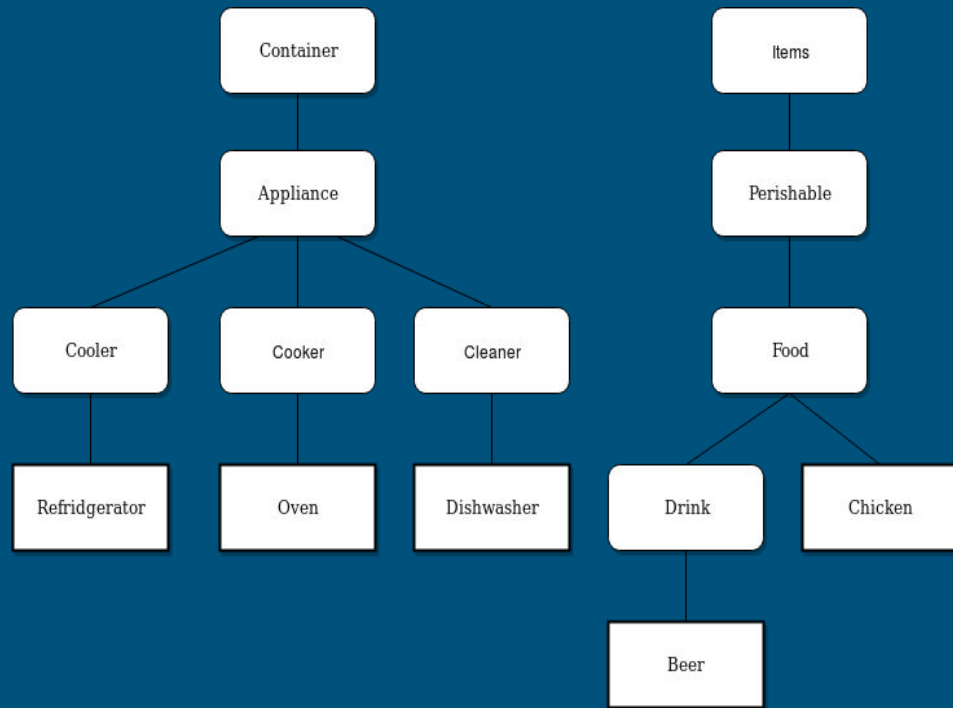 Container
Items
Appliance
Perishable
Cooler
Cooker
Cleaner
Food
Refridgerator
Oven
Dishwasher
Drink
Chicken
Beer